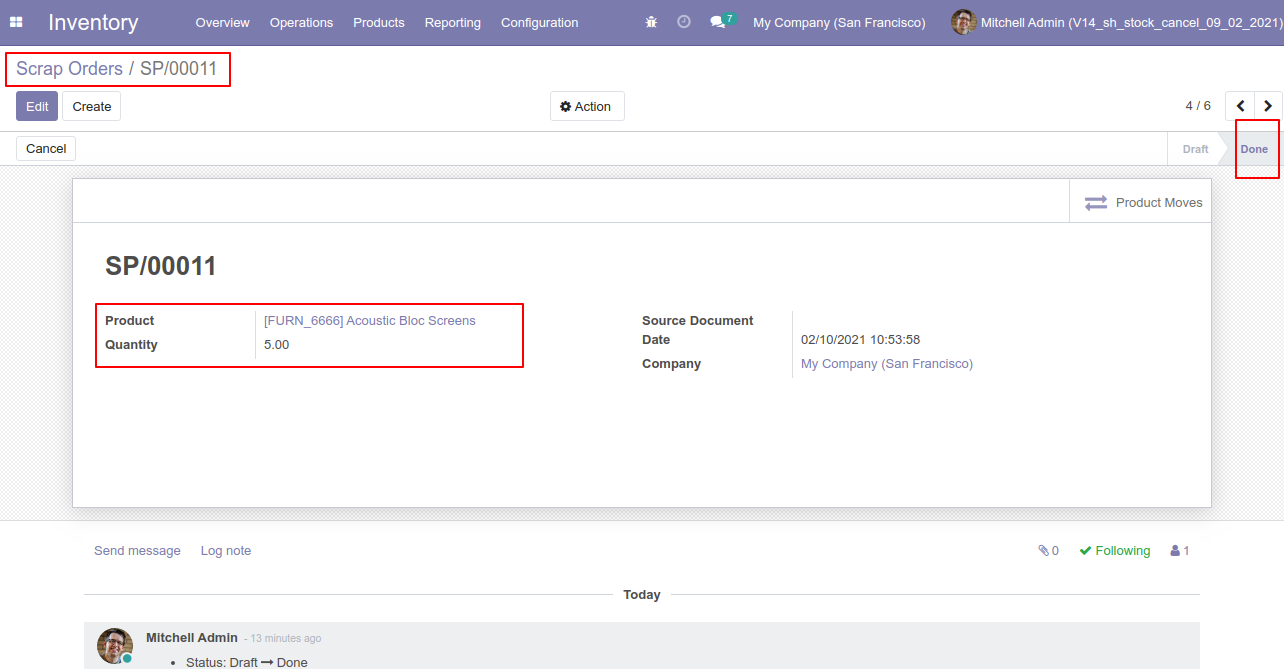 Inventory Overview Operations Products Reporting Configuration 7 My Company (San Francisco) Mitchell Admin (V14_sh_stock_cancel_09_02_2021)
Scrap Orders / SP/00011
Edit Create Action 4 / 6
Cancel Draft Done
Product Moves
SP/00011
Product [FURN_6666] Acoustic Bloc Screens Source Document
Quantity 5.00 Date 02/10/2021 10:53:58
Company My Company (San Francisco)
Send message Log note 0 Following 1
Today
Mitchell Admin - 13 minutes ago
• Status: Draft → Done